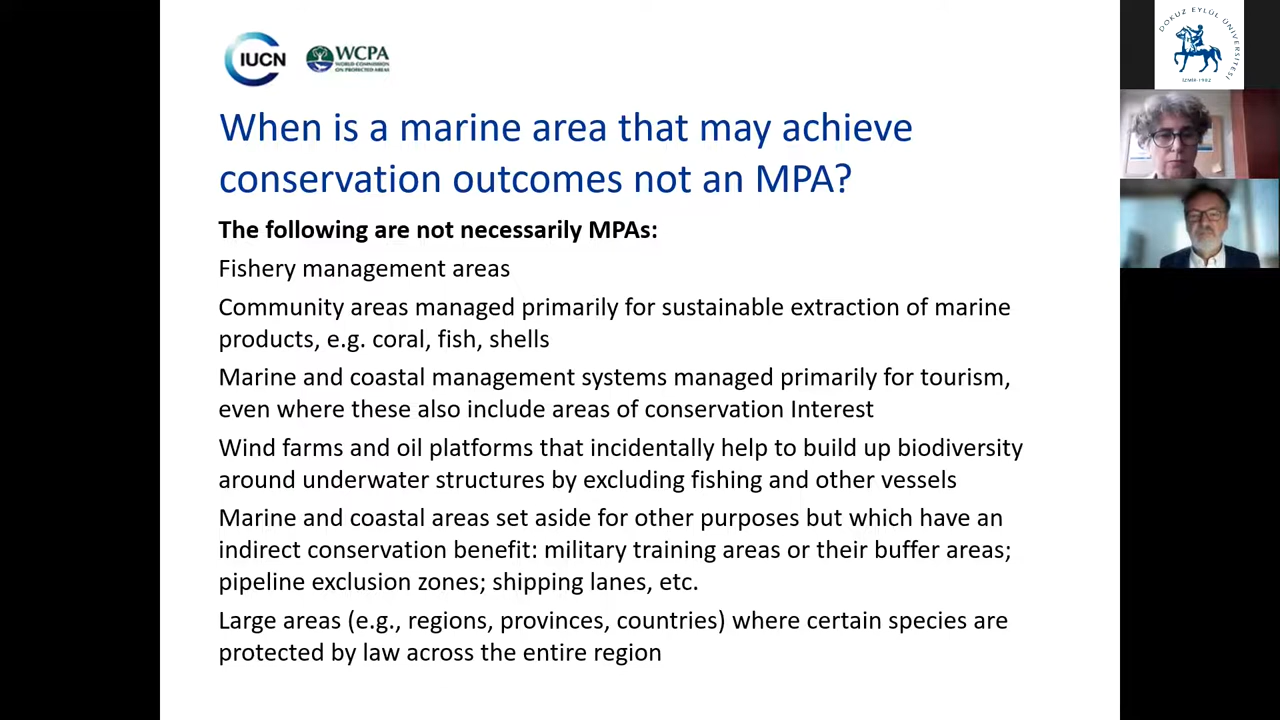 IUCN
WCPA
WORLD COMMISSION
ON PROTECTED AREAS
DOKUZ EYLÜL ÜNİVERSİTESİ
İZMİR-1982
When is a marine area that may achieve
conservation outcomes not an MPA?
The following are not necessarily MPAs:
Fishery management areas
Community areas managed primarily for sustainable extraction of marine
products, e.g. coral, fish, shells
Marine and coastal management systems managed primarily for tourism,
even where these also include areas of conservation Interest
Wind farms and oil platforms that incidentally help to build up biodiversity
around underwater structures by excluding fishing and other vessels
Marine and coastal areas set aside for other purposes but which have an
indirect conservation benefit: military training areas or their buffer areas;
pipeline exclusion zones; shipping lanes, etc.
Large areas (e.g., regions, provinces, countries) where certain species are
protected by law across the entire region